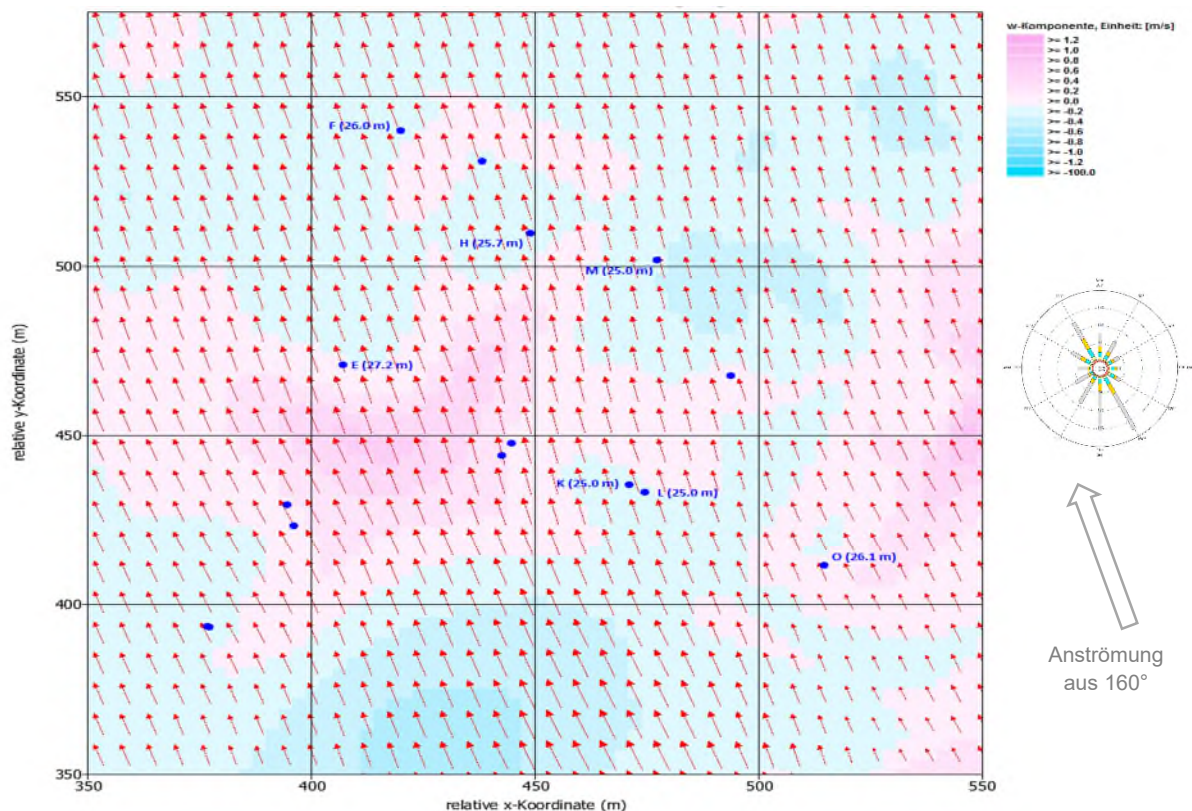 w-Komponente, Einheit: [m/s]
>= 1.2
>= 1.0
>= 0.8
>= 0.6
>= 0.4
>= 0.2
>= 0.0
>= -0.2
>= -0.4
>= -0.6
>= -0.8
>= -1.0
>= -1.2
>= -100.0
relative y-Koordinate (m)
550
500
450
400
350
F (26.0 m)
H (25.7 m)
M (25.0 m)
E (27.2 m)
K (25.0 m)
L (25.0 m)
O (26.1 m)
350
400
450
500
550
relative x-Koordinate (m)
Anströmung
aus 160°